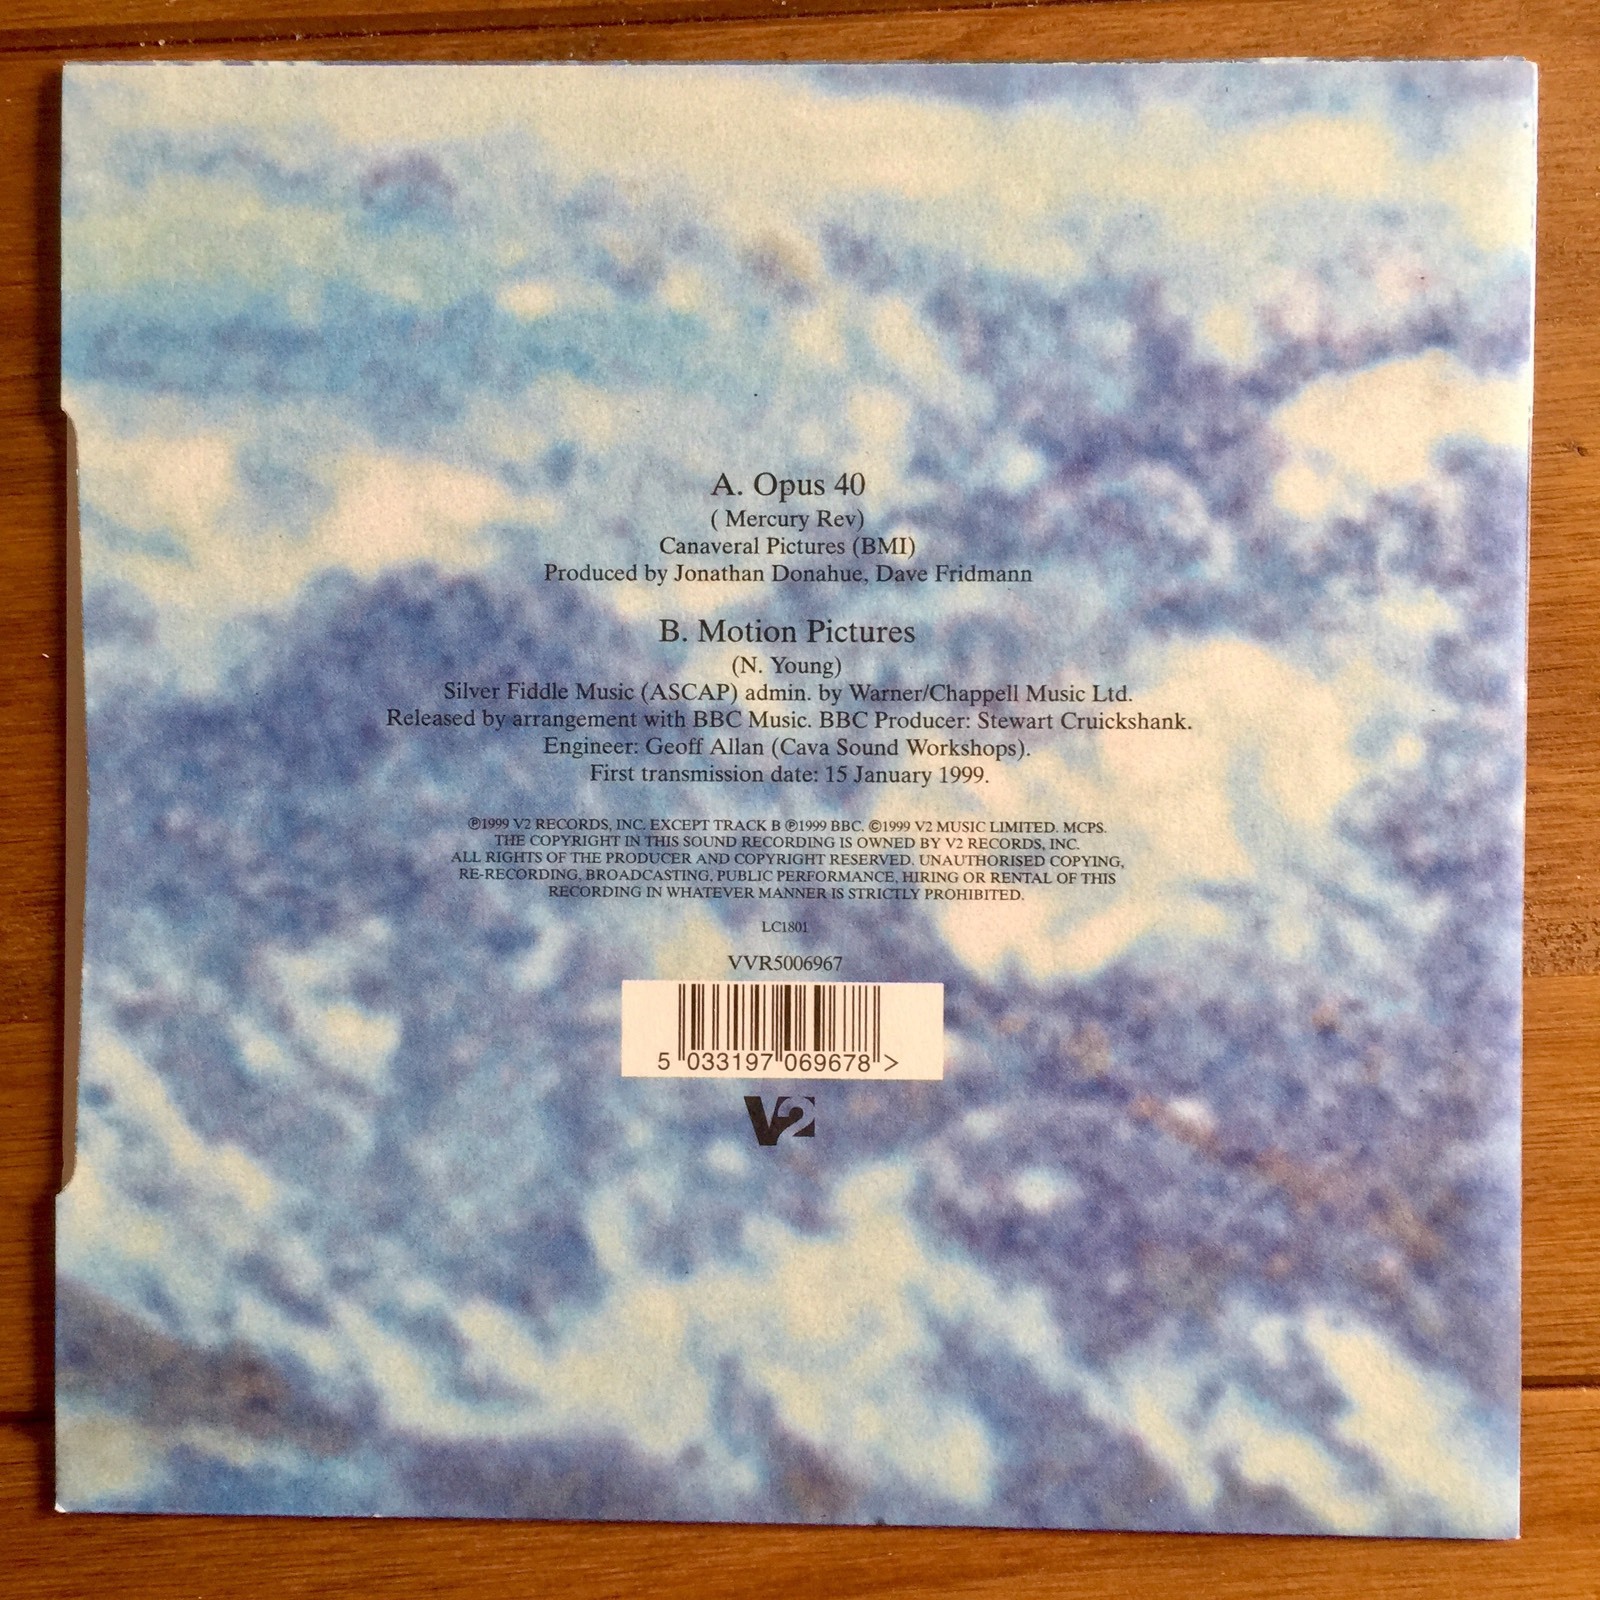 A. Opus 40
( Mercury Rev)
Canaveral Pictures (BMI)
Produced by Jonathan Donahue, Dave Fridmann
B. Motion Pictures
(N. Young)
Silver Fiddle Music (ASCAP) admin. by Warner/Chappell Music Ltd.
Released by arrangement with BBC Music. BBC Producer: Stewart Cruickshank.
Engineer: Geoff Allan (Cava Sound Workshops).
First transmission date: 15 January 1999.
℗1999 V2 RECORDS, INC. EXCEPT TRACK B ℗1999 BBC. ©1999 V2 MUSIC LIMITED. MCPS.
THE COPYRIGHT IN THIS SOUND RECORDING IS OWNED BY V2 RECORDS, INC.
ALL RIGHTS OF THE PRODUCER AND COPYRIGHT RESERVED. UNAUTHORISED COPYING,
RE-RECORDING, BROADCASTING, PUBLIC PERFORMANCE, HIRING OR RENTAL OF THIS
RECORDING IN WHATEVER MANNER IS STRICTLY PROHIBITED.
LC1801
VVR5006967
5 033197 069678 >
V2